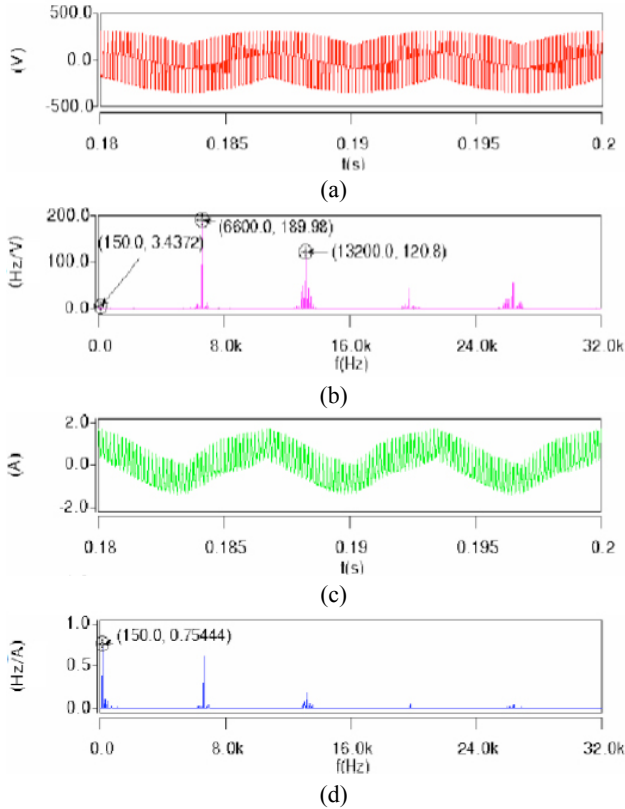 500.0
0.0
-500.0
(V)
0.18 0.185 0.19 0.195 0.2
t(s)
(a)
200.0
100.0
0.0
(Hz/V)
(150.0, 3.4372)
(6600.0, 189.98)
(13200.0, 120.8)
0.0 8.0k 16.0k 24.0k 32.0k
f(Hz)
(b)
2.0
0.0
-2.0
(A)
0.18 0.185 0.19 0.195 0.2
t(s)
(c)
1.0
0.5
0.0
(Hz/A)
(150.0, 0.75444)
0.0 8.0k 16.0k 24.0k 32.0k
f(Hz)
(d)